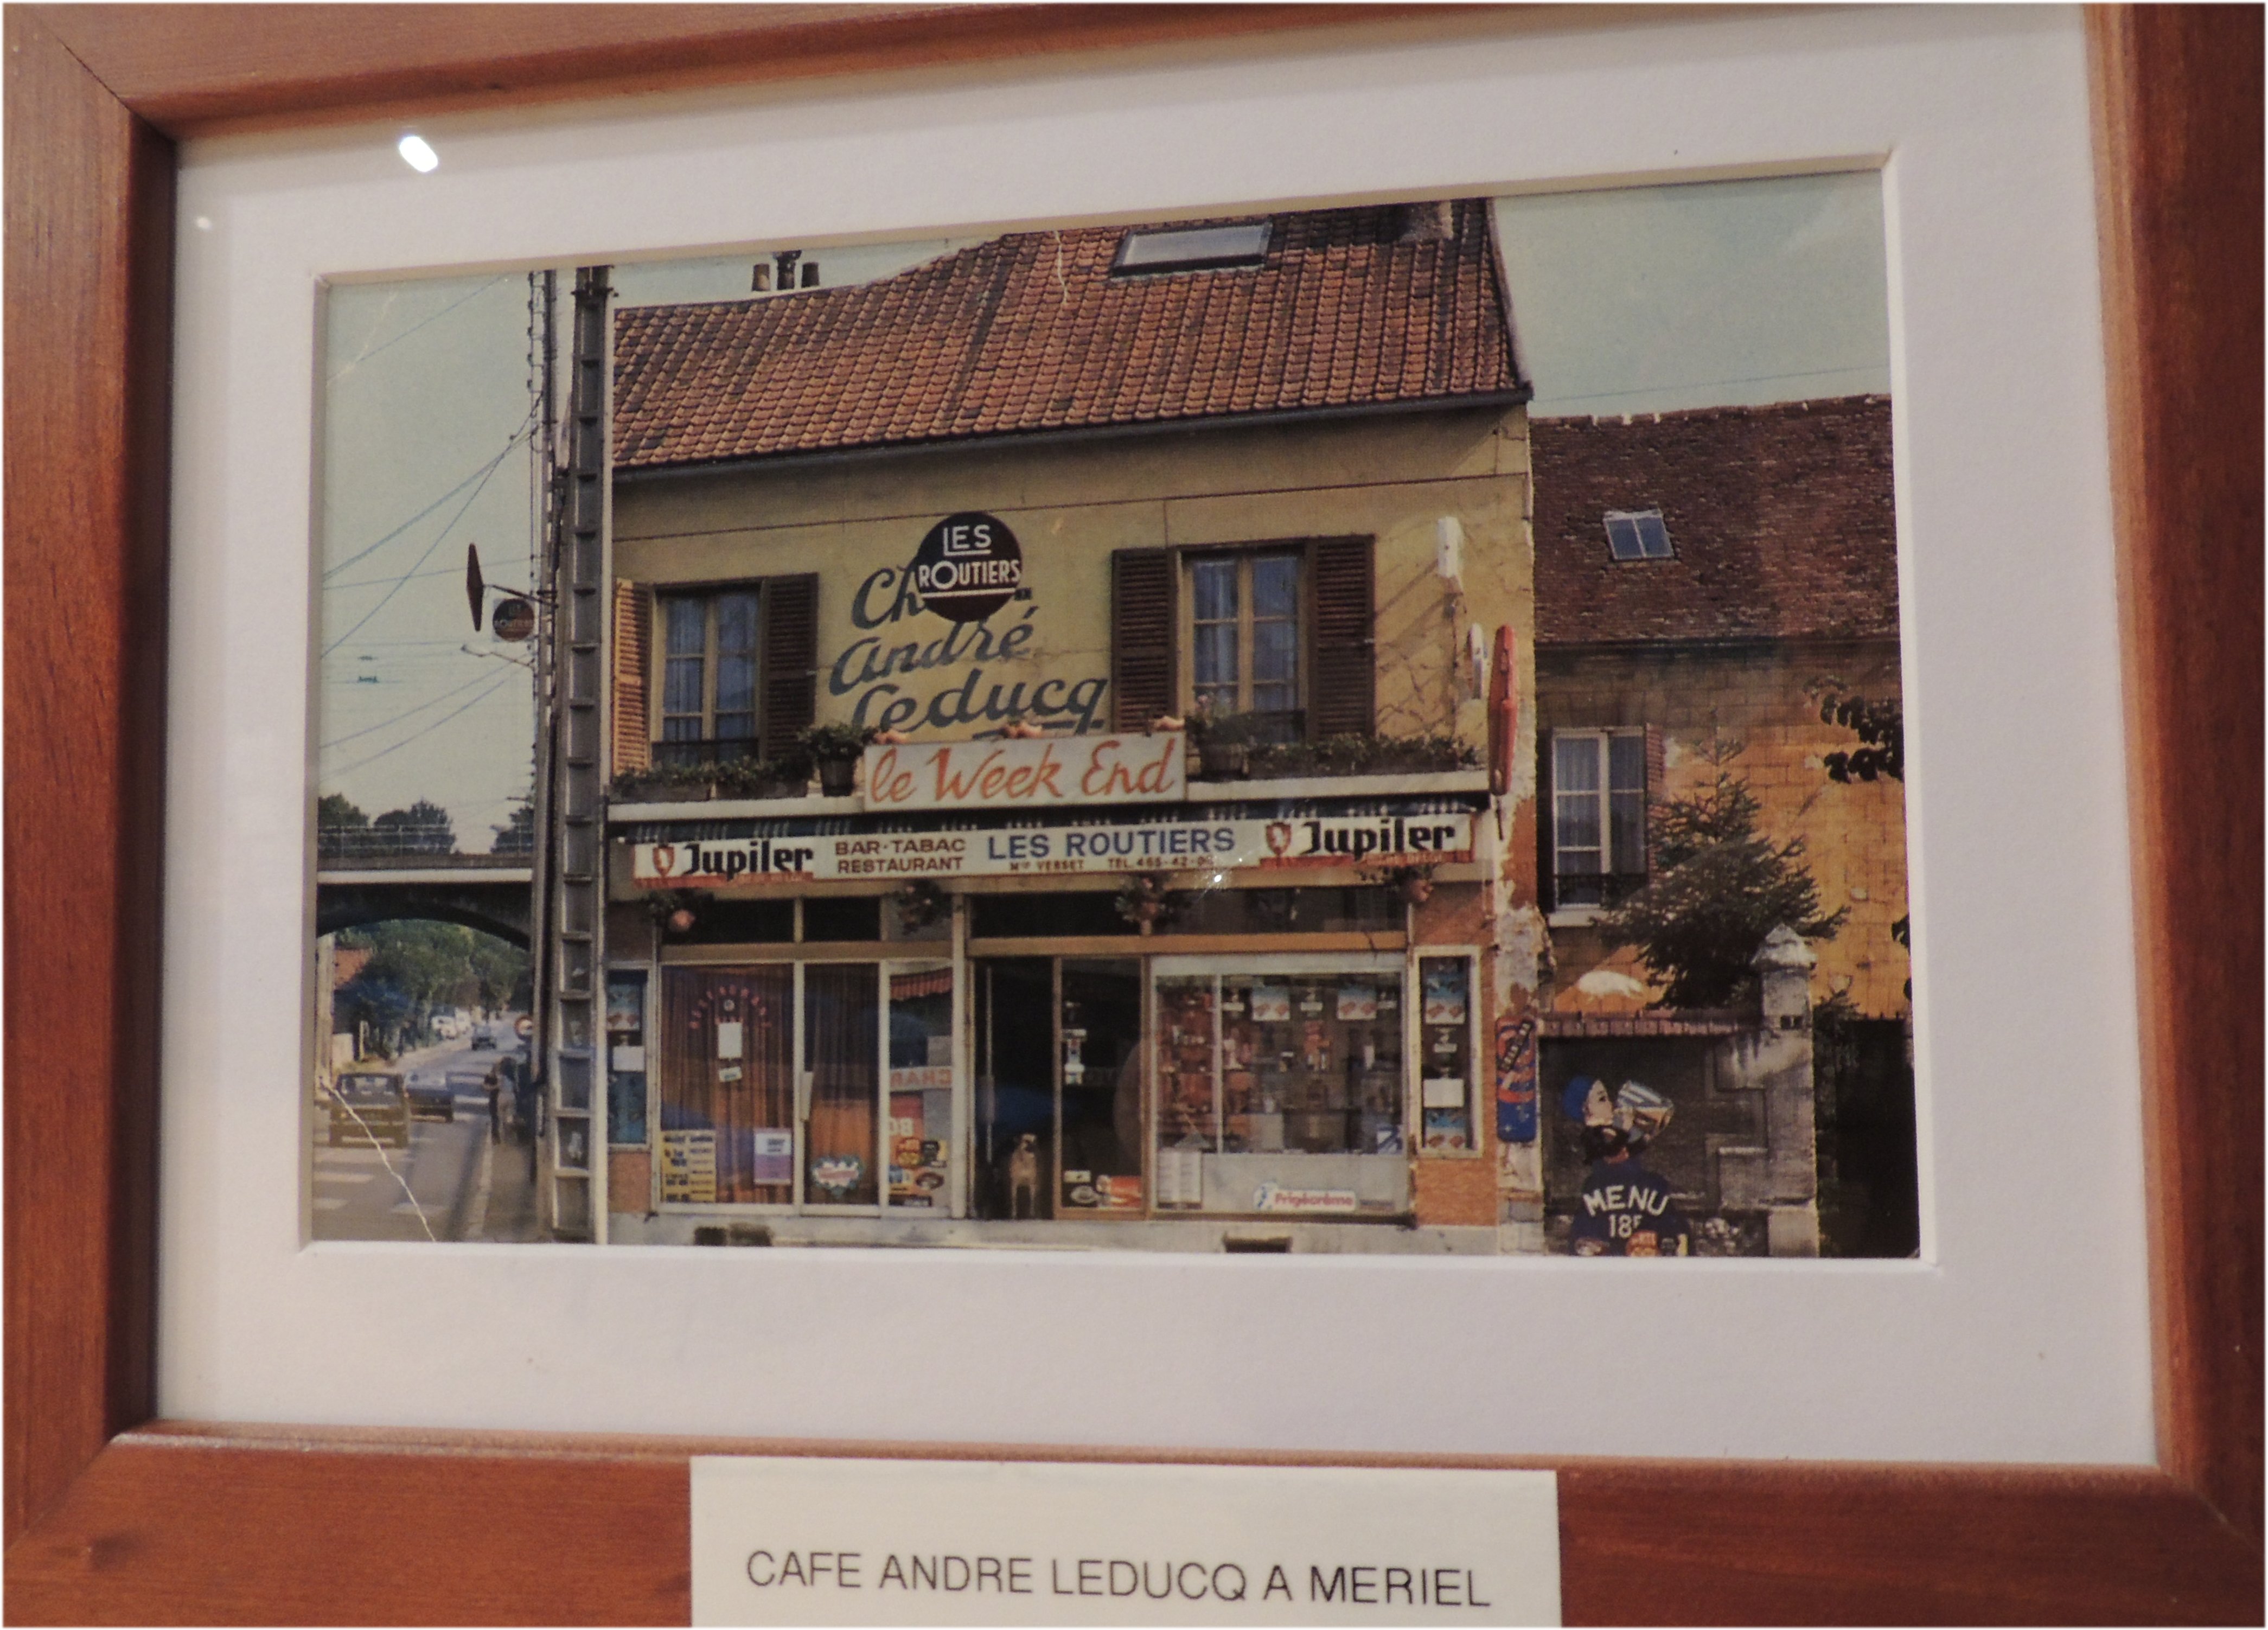 LES
ROUTIERS
André
Leducq
le Week End
Jupiler
BAR·TABAC
RESTAURANT
LES ROUTIERS
Jupiler
Frigécrème
MENU
CAFE ANDRE LEDUCQ A MERIEL